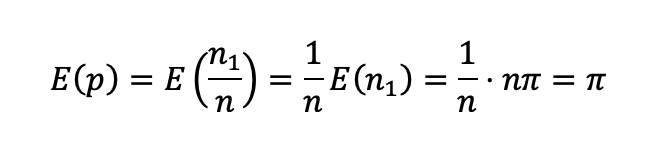 E(p) = E(n₁/n) = 1/n E(n₁) = 1/n · nπ = π